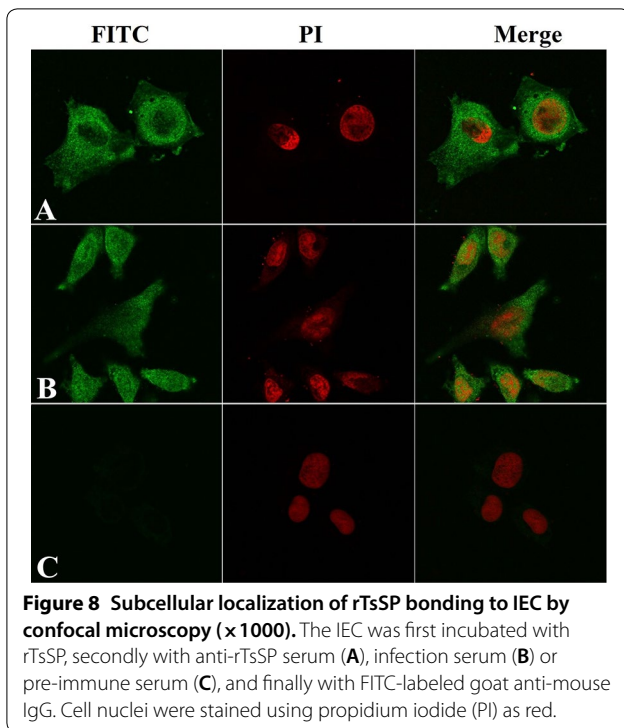 FITC PI Merge
A
B
C
Figure 8 Subcellular localization of rTsSP bonding to IEC by
confocal microscopy (×1000). The IEC was first incubated with
rTsSP, secondly with anti-rTsSP serum (A), infection serum (B) or
pre-immune serum (C), and finally with FITC-labeled goat anti-mouse
IgG. Cell nuclei were stained using propidium iodide (PI) as red.